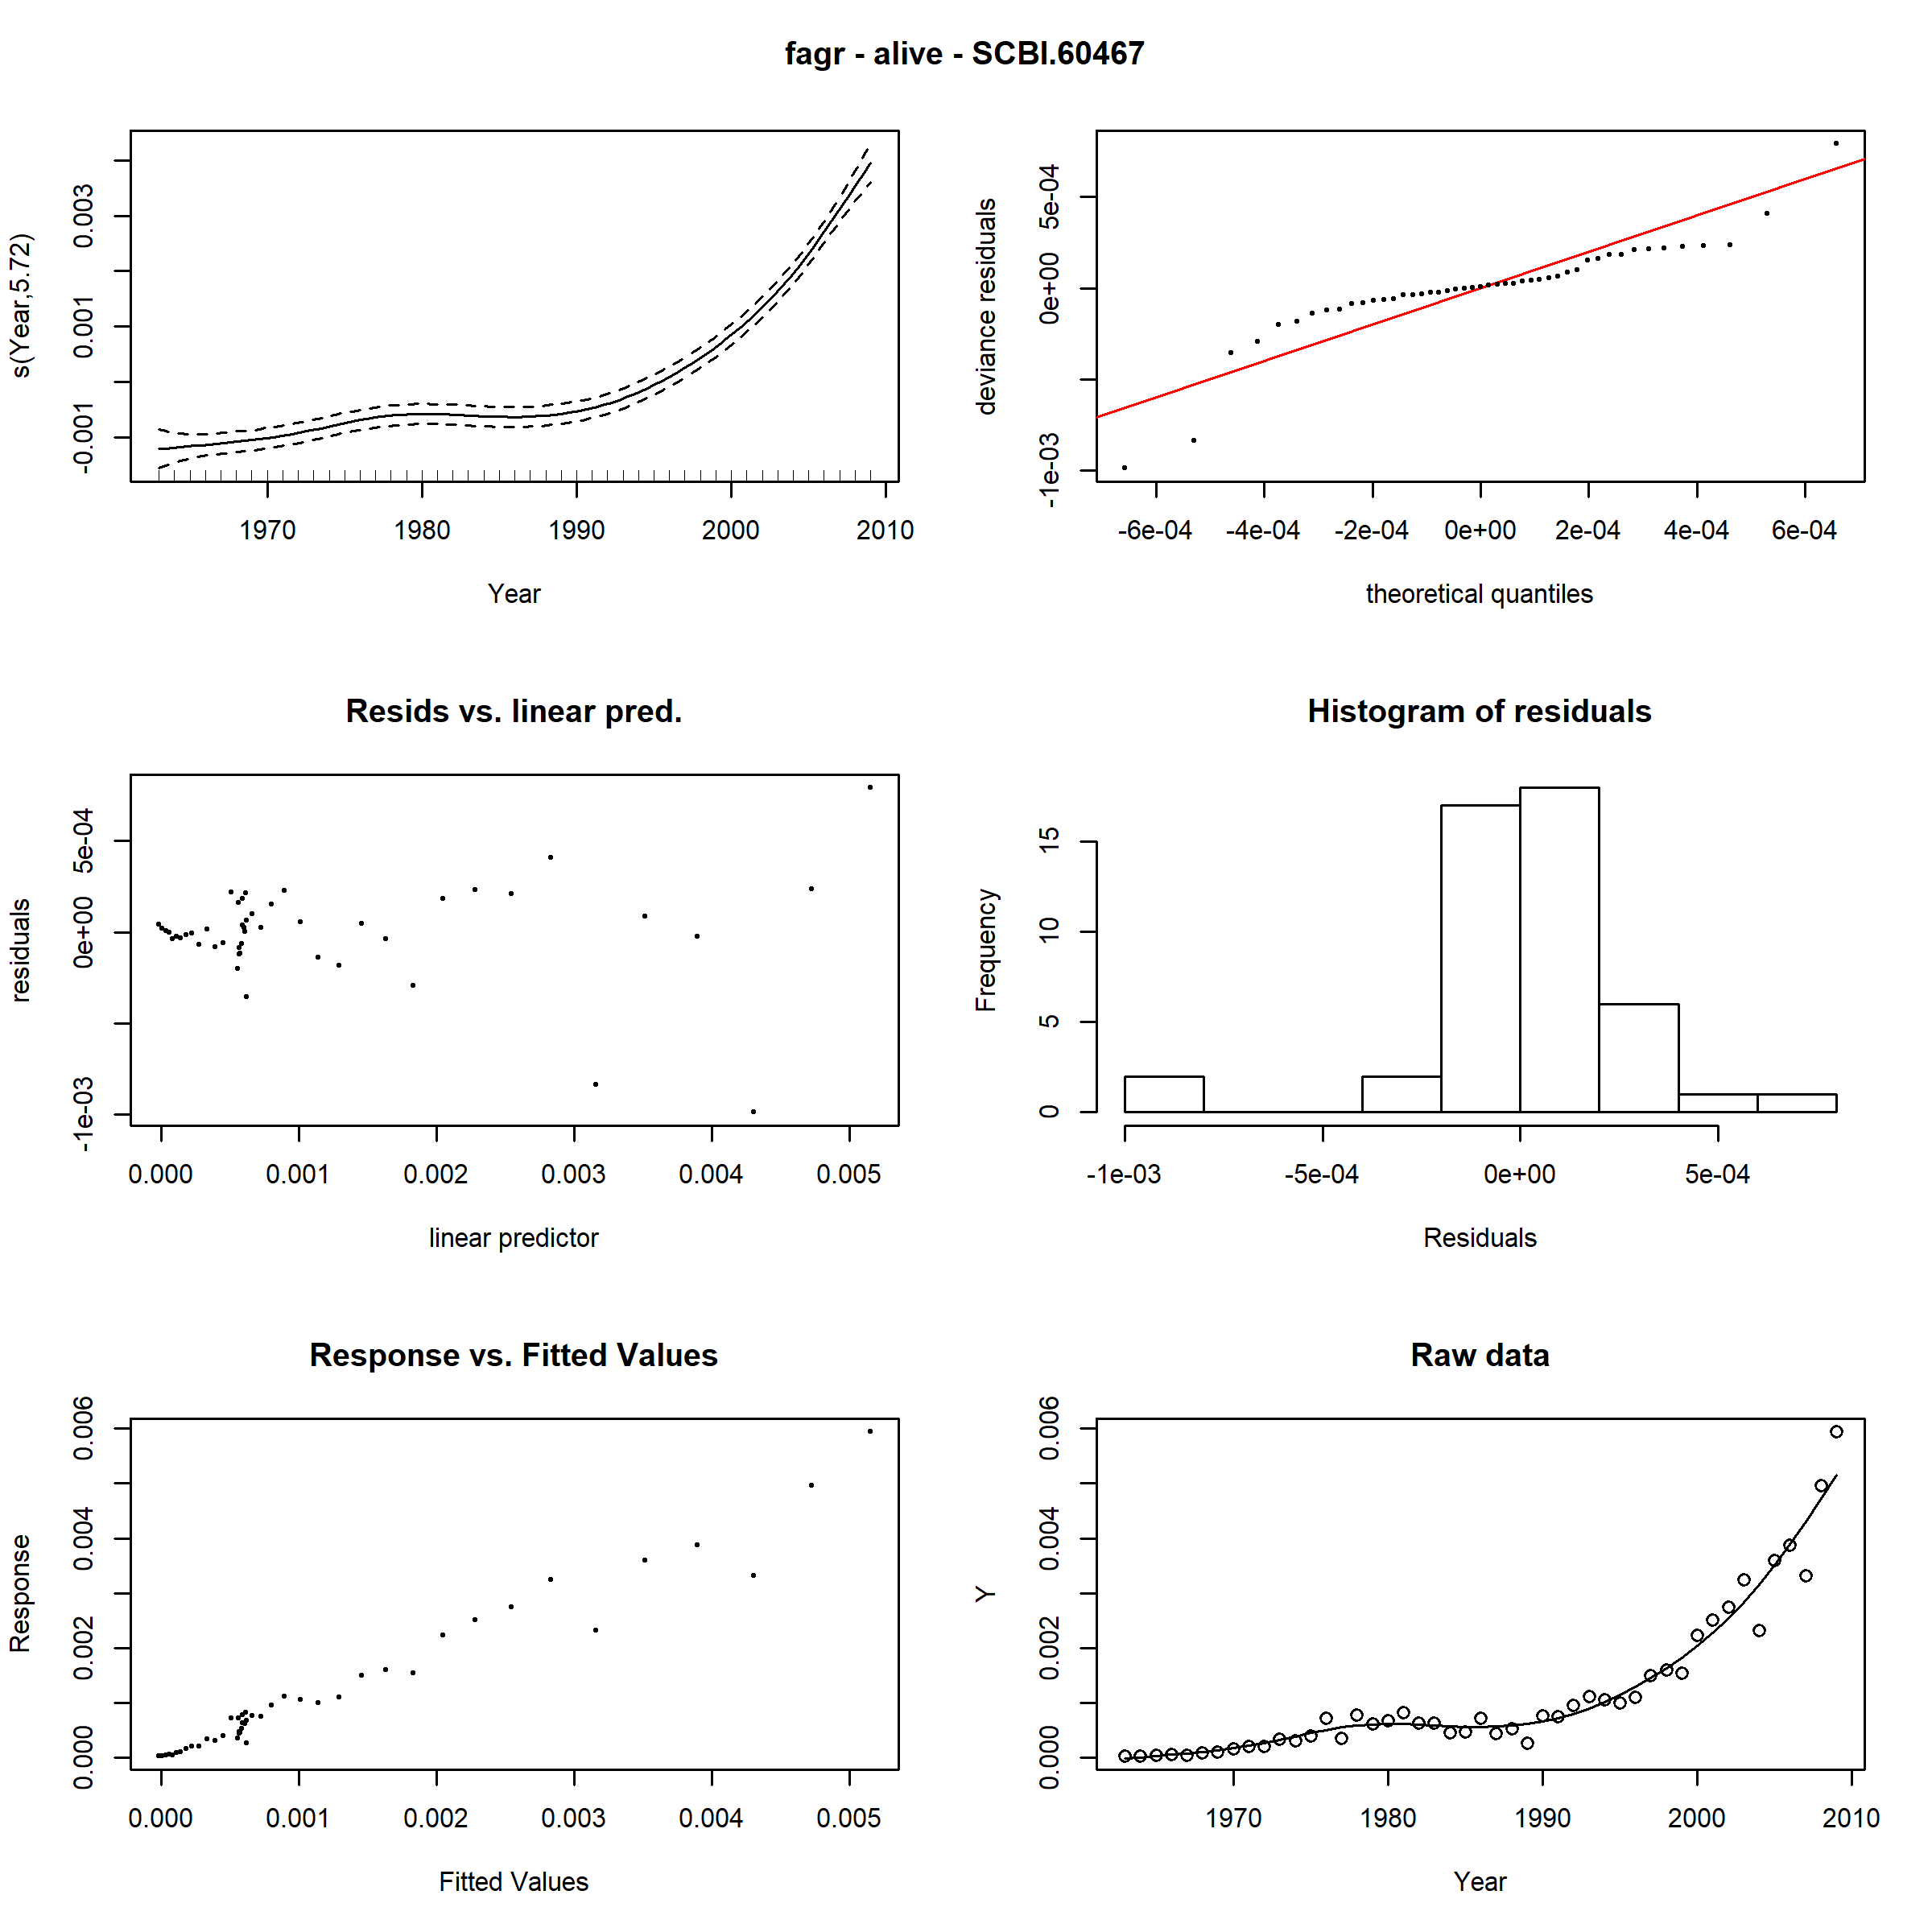 fagr - alive - SCBI.60467
s(Year,5.72)
-0.001 0.001 0.003
1970 1980 1990 2000 2010
Year
deviance residuals
-1e-03 0e+00 5e-04
-6e-04 -4e-04 -2e-04 0e+00 2e-04 4e-04 6e-04
theoretical quantiles
Resids vs. linear pred.
residuals
-1e-03 0e+00 5e-04
0.000 0.001 0.002 0.003 0.004 0.005
linear predictor
Histogram of residuals
Frequency
0 5 10 15
-1e-03 -5e-04 0e+00 5e-04
Residuals
Response vs. Fitted Values
Response
0.000 0.002 0.004 0.006
0.000 0.001 0.002 0.003 0.004 0.005
Fitted Values
Raw data
Y
0.000 0.002 0.004 0.006
1970 1980 1990 2000 2010
Year